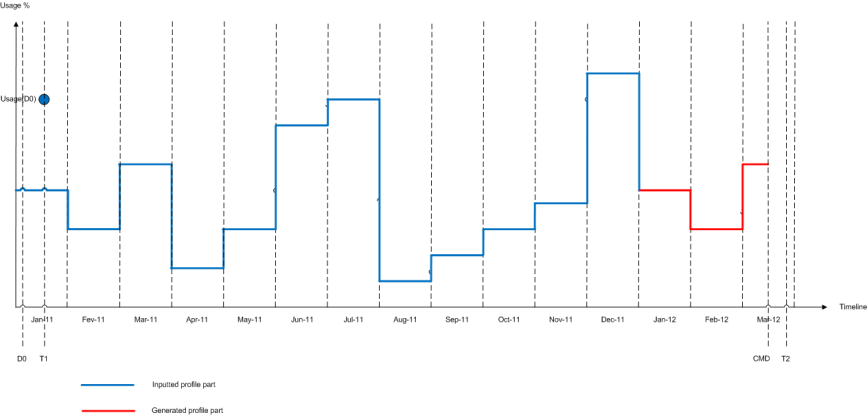 Usage %
Usage(D0)
Timeline
Jan-11 Fev-11 Mar-11 Apr-11 May-11 Jun-11 Jul-11 Aug-11 Sep-11 Oct-11 Nov-11 Dec-11 Jan-12 Feb-12 Mar-12
D0 T1 CMD T2
Inputted profile part
Generated profile part